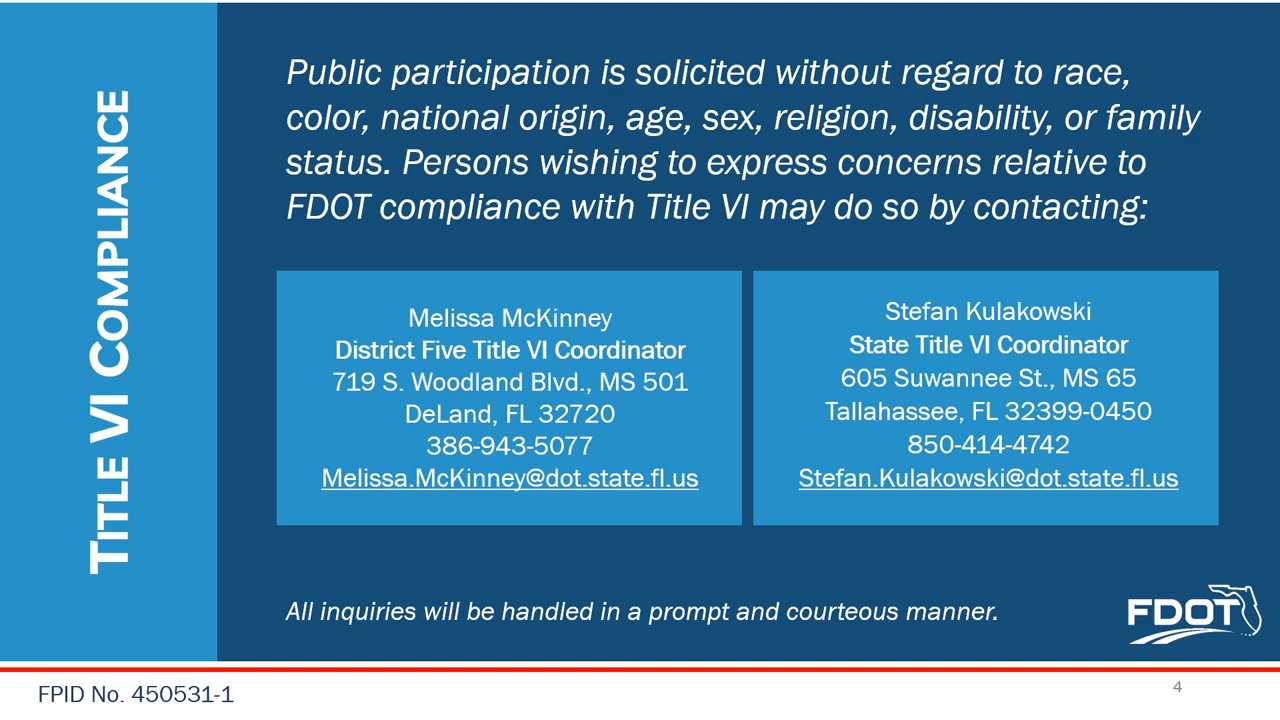 TITLE VI COMPLIANCE
Public participation is solicited without regard to race,
color, national origin, age, sex, religion, disability, or family
status. Persons wishing to express concerns relative to
FDOT compliance with Title VI may do so by contacting:
Melissa McKinney
District Five Title VI Coordinator
719 S. Woodland Blvd., MS 501
DeLand, FL 32720
386-943-5077
Melissa.McKinney@dot.state.fl.us
Stefan Kulakowski
State Title VI Coordinator
605 Suwannee St., MS 65
Tallahassee, FL 32399-0450
850-414-4742
Stefan.Kulakowski@dot.state.fl.us
All inquiries will be handled in a prompt and courteous manner.
FDOT
FPID No. 450531-1
4